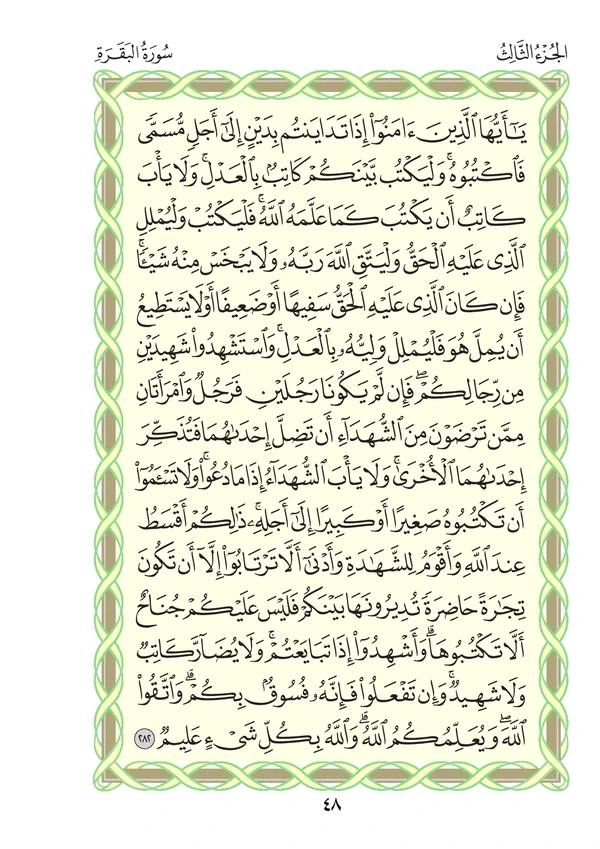 الجُزْءُ الثَّالِثُ
سُورَةُ البَقَرَةِ
يَٰٓأَيُّهَا ٱلَّذِينَ ءَامَنُوٓا۟ إِذَا تَدَايَنتُم بِدَيْنٍ إِلَىٰٓ أَجَلٍ مُّسَمًّى
فَٱكْتُبُوهُ ۚ وَلْيَكْتُب بَّيْنَكُمْ كَاتِبٌۢ بِٱلْعَدْلِ ۚ وَلَا يَأْبَ
كَاتِبٌ أَن يَكْتُبَ كَمَا عَلَّمَهُ ٱللَّهُ ۚ فَلْيَكْتُبْ وَلْيُمْلِلِ
ٱلَّذِى عَلَيْهِ ٱلْحَقُّ وَلْيَتَّقِ ٱللَّهَ رَبَّهُۥ وَلَا يَبْخَسْ مِنْهُ شَيْـًٔا ۚ
فَإِن كَانَ ٱلَّذِى عَلَيْهِ ٱلْحَقُّ سَفِيهًا أَوْ ضَعِيفًا أَوْ لَا يَسْتَطِيعُ
أَن يُمِلَّ هُوَ فَلْيُمْلِلْ وَلِيُّهُۥ بِٱلْعَدْلِ ۚ وَٱسْتَشْهِدُوا۟ شَهِيدَيْنِ
مِن رِّجَالِكُمْ ۖ فَإِن لَّمْ يَكُونَا رَجُلَيْنِ فَرَجُلٌ وَٱمْرَأَتَانِ
مِمَّن تَرْضَوْنَ مِنَ ٱلشُّهَدَآءِ أَن تَضِلَّ إِحْدَىٰهُمَا فَتُذَكِّرَ
إِحْدَىٰهُمَا ٱلْأُخْرَىٰ ۚ وَلَا يَأْبَ ٱلشُّهَدَآءُ إِذَا مَا دُعُوا۟ ۚ وَلَا تَسْـَٔمُوٓا۟
أَن تَكْتُبُوهُ صَغِيرًا أَوْ كَبِيرًا إِلَىٰٓ أَجَلِهِۦ ۚ ذَٰلِكُمْ أَقْسَطُ
عِندَ ٱللَّهِ وَأَقْوَمُ لِلشَّهَٰدَةِ وَأَدْنَىٰٓ أَلَّا تَرْتَابُوٓا۟ ۖ إِلَّآ أَن تَكُونَ
تِجَٰرَةً حَاضِرَةً تُدِيرُونَهَا بَيْنَكُمْ فَلَيْسَ عَلَيْكُمْ جُنَاحٌ
أَلَّا تَكْتُبُوهَا ۗ وَأَشْهِدُوٓا۟ إِذَا تَبَايَعْتُمْ ۚ وَلَا يُضَآرَّ كَاتِبٌ
وَلَا شَهِيدٌ ۚ وَإِن تَفْعَلُوا۟ فَإِنَّهُۥ فُسُوقٌۢ بِكُمْ ۗ وَٱتَّقُوا۟
ٱللَّهَ ۖ وَيُعَلِّمُكُمُ ٱللَّهُ ۗ وَٱللَّهُ بِكُلِّ شَىْءٍ عَلِيمٌ ٢٨٢
٤٨